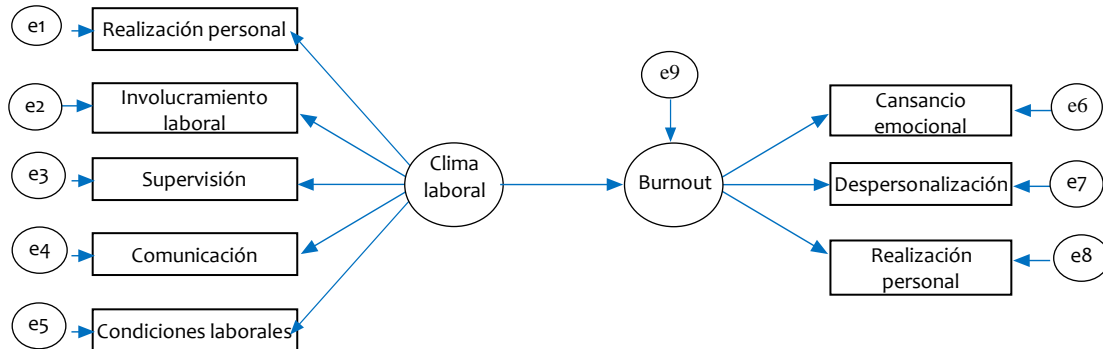 e1
Realización personal
e2
Involucramiento
laboral
e3
Supervisión
e4
Comunicación
e5
Condiciones laborales
Clima
laboral
e9
Burnout
Cansancio
emocional
e6
Despersonalización
e7
Realización
personal
e8